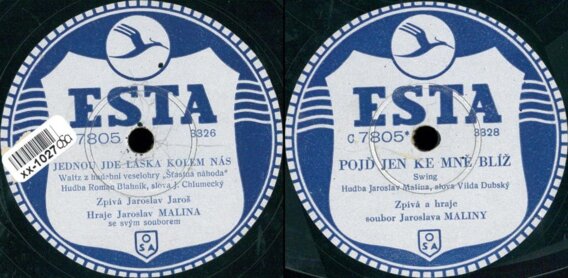 ESTA
C 7805
3326
xx-1027
JEDNOU JDE LÁSKA KOLEM NÁS
Waltz z hudební veselohry „Šťastná náhoda"
Hudba Roman Blahník, slova J. Chlumecký
Zpívá Jaroslav Jaroš
Hraje Jaroslav MALINA
se svým souborem
OSA
ESTA
C 7805
3328
POJĎ JEN KE MNĚ BLÍŽ
Swing
Hudba Jaroslav Malina, slova Vilda Dubský
Zpívá a hraje
soubor Jaroslava MALINY
OSA